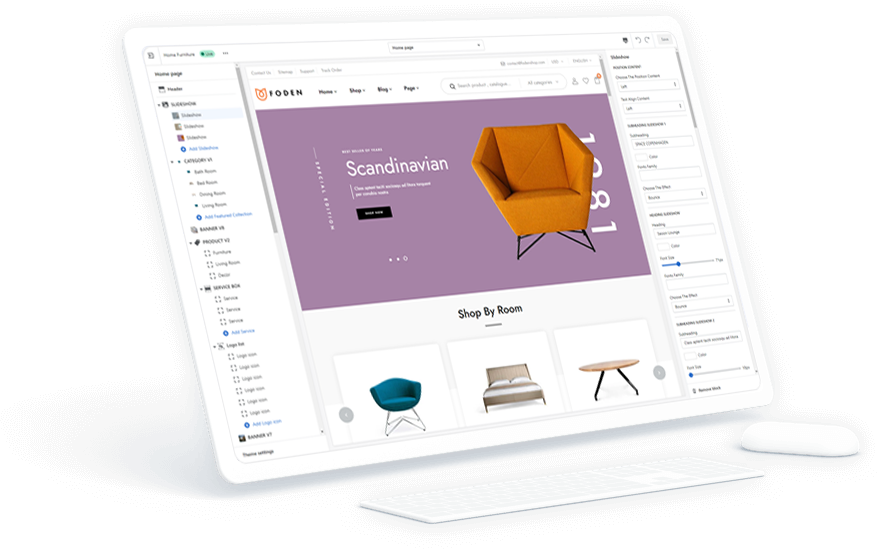 Home Furniture
Live
Home page
Save
Home page
Header
SLIDESHOW
Slideshow
Slideshow
Slideshow
Add Slideshow
CATEGORY V1
Bath Room
Bed Room
Dining Room
Living Room
Add Featured Collection
BANNER V8
PRODUCT V2
Furniture
Living Room
Decor
SERVICE BOX
Service
Service
Service
Add Service
Logo list
Logo icon
Logo icon
Logo icon
Logo icon
Logo icon
Logo icon
Add Logo icon
BANNER V7
Theme settings
Contact Us
Sitemap
Support
Track Order
ENGLISH
FODEN
Home
Shop
Blog
Page
Search product , catalogue ..
All categories
SPECIAL EDITION
BEST SELLER OF YEARS
Scandinavian
Class aptent taciti sociosqu ad litora torquent
per conubia nostra
SHOP NOW
1981
Shop By Room
Slideshow
POSITION CONTENT
Choose The Position Content
Left
Text Align Content
Left
SUBHEADING SLIDESHOW 1
Subheading
SPACE COPENHAGEN
Color
Fonts Family
Choose The Effect
Bounce
HEADING SLIDESHOW
Heading
Color
Font Size
Fonts Family
Choose The Effect
Bounce
SUBHEADING SLIDESHOW 2
Subheading
Class aptent taciti sociosqu ad litora
Color
Font Size
Remove block